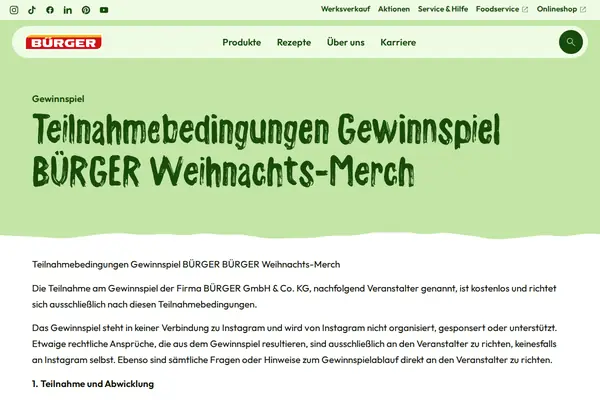 Werksverkauf Aktionen Service & Hilfe Foodservice Onlineshop
BÜRGER Produkte Rezepte Über uns Karriere
Gewinnspiel
Teilnahmebedingungen Gewinnspiel
BÜRGER Weihnachts-Merch
Teilnahmebedingungen Gewinnspiel BÜRGER BÜRGER Weihnachts-Merch
Die Teilnahme am Gewinnspiel der Firma BÜRGER GmbH & Co. KG, nachfolgend Veranstalter genannt, ist kostenlos und richtet
sich ausschließlich nach diesen Teilnahmebedingungen.
Das Gewinnspiel steht in keiner Verbindung zu Instagram und wird von Instagram nicht organisiert, gesponsert oder unterstützt.
Etwaige rechtliche Ansprüche, die aus dem Gewinnspiel resultieren, sind ausschließlich an den Veranstalter zu richten, keinesfalls
an Instagram selbst. Ebenso sind sämtliche Fragen oder Hinweise zum Gewinnspielablauf direkt an den Veranstalter zu richten.
1. Teilnahme und Abwicklung